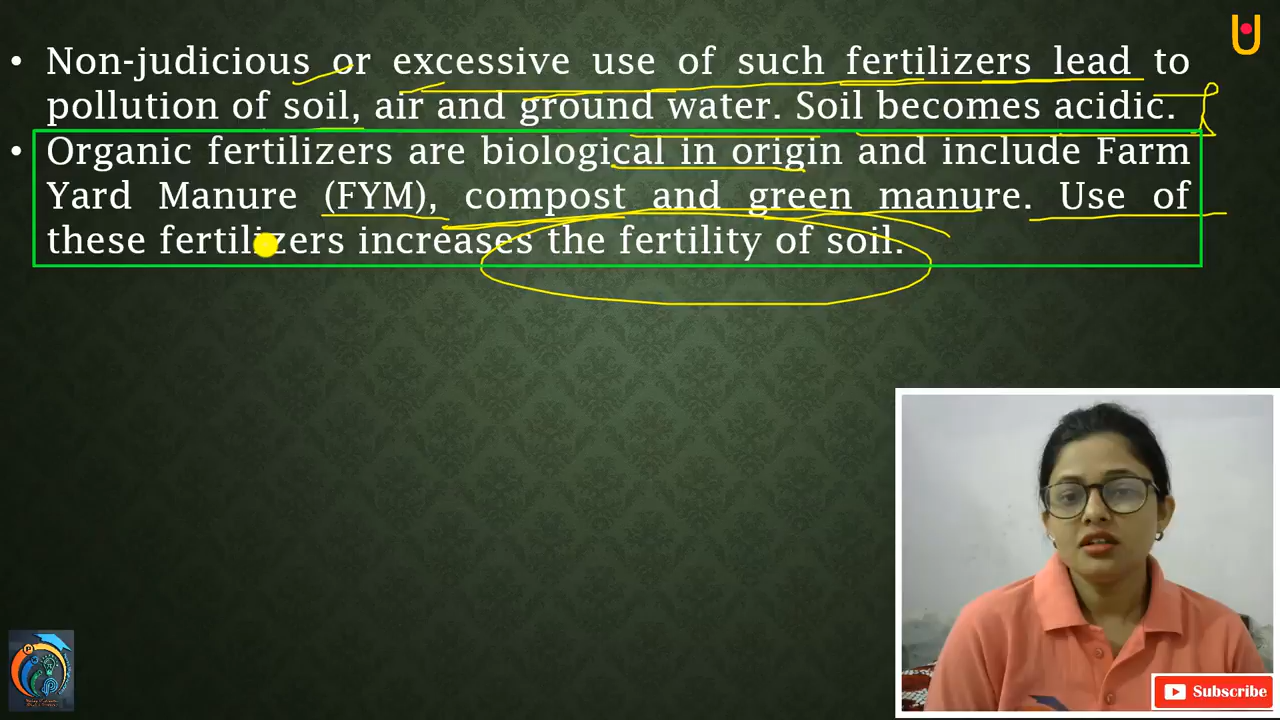 • Non-judicious or excessive use of such fertilizers lead to
pollution of soil, air and ground water. Soil becomes acidic.
• Organic fertilizers are biological in origin and include Farm
Yard Manure (FYM), compost and green manure. Use of
these fertilizers increases the fertility of soil.
Subscribe